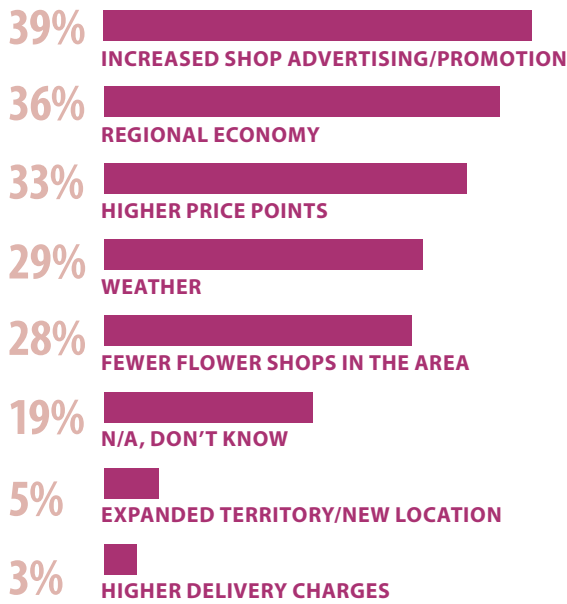 39%
INCREASED SHOP ADVERTISING/PROMOTION
36%
REGIONAL ECONOMY
33%
HIGHER PRICE POINTS
29%
WEATHER
28%
FEWER FLOWER SHOPS IN THE AREA
19%
N/A, DON’T KNOW
5%
EXPANDED TERRITORY/NEW LOCATION
3%
HIGHER DELIVERY CHARGES